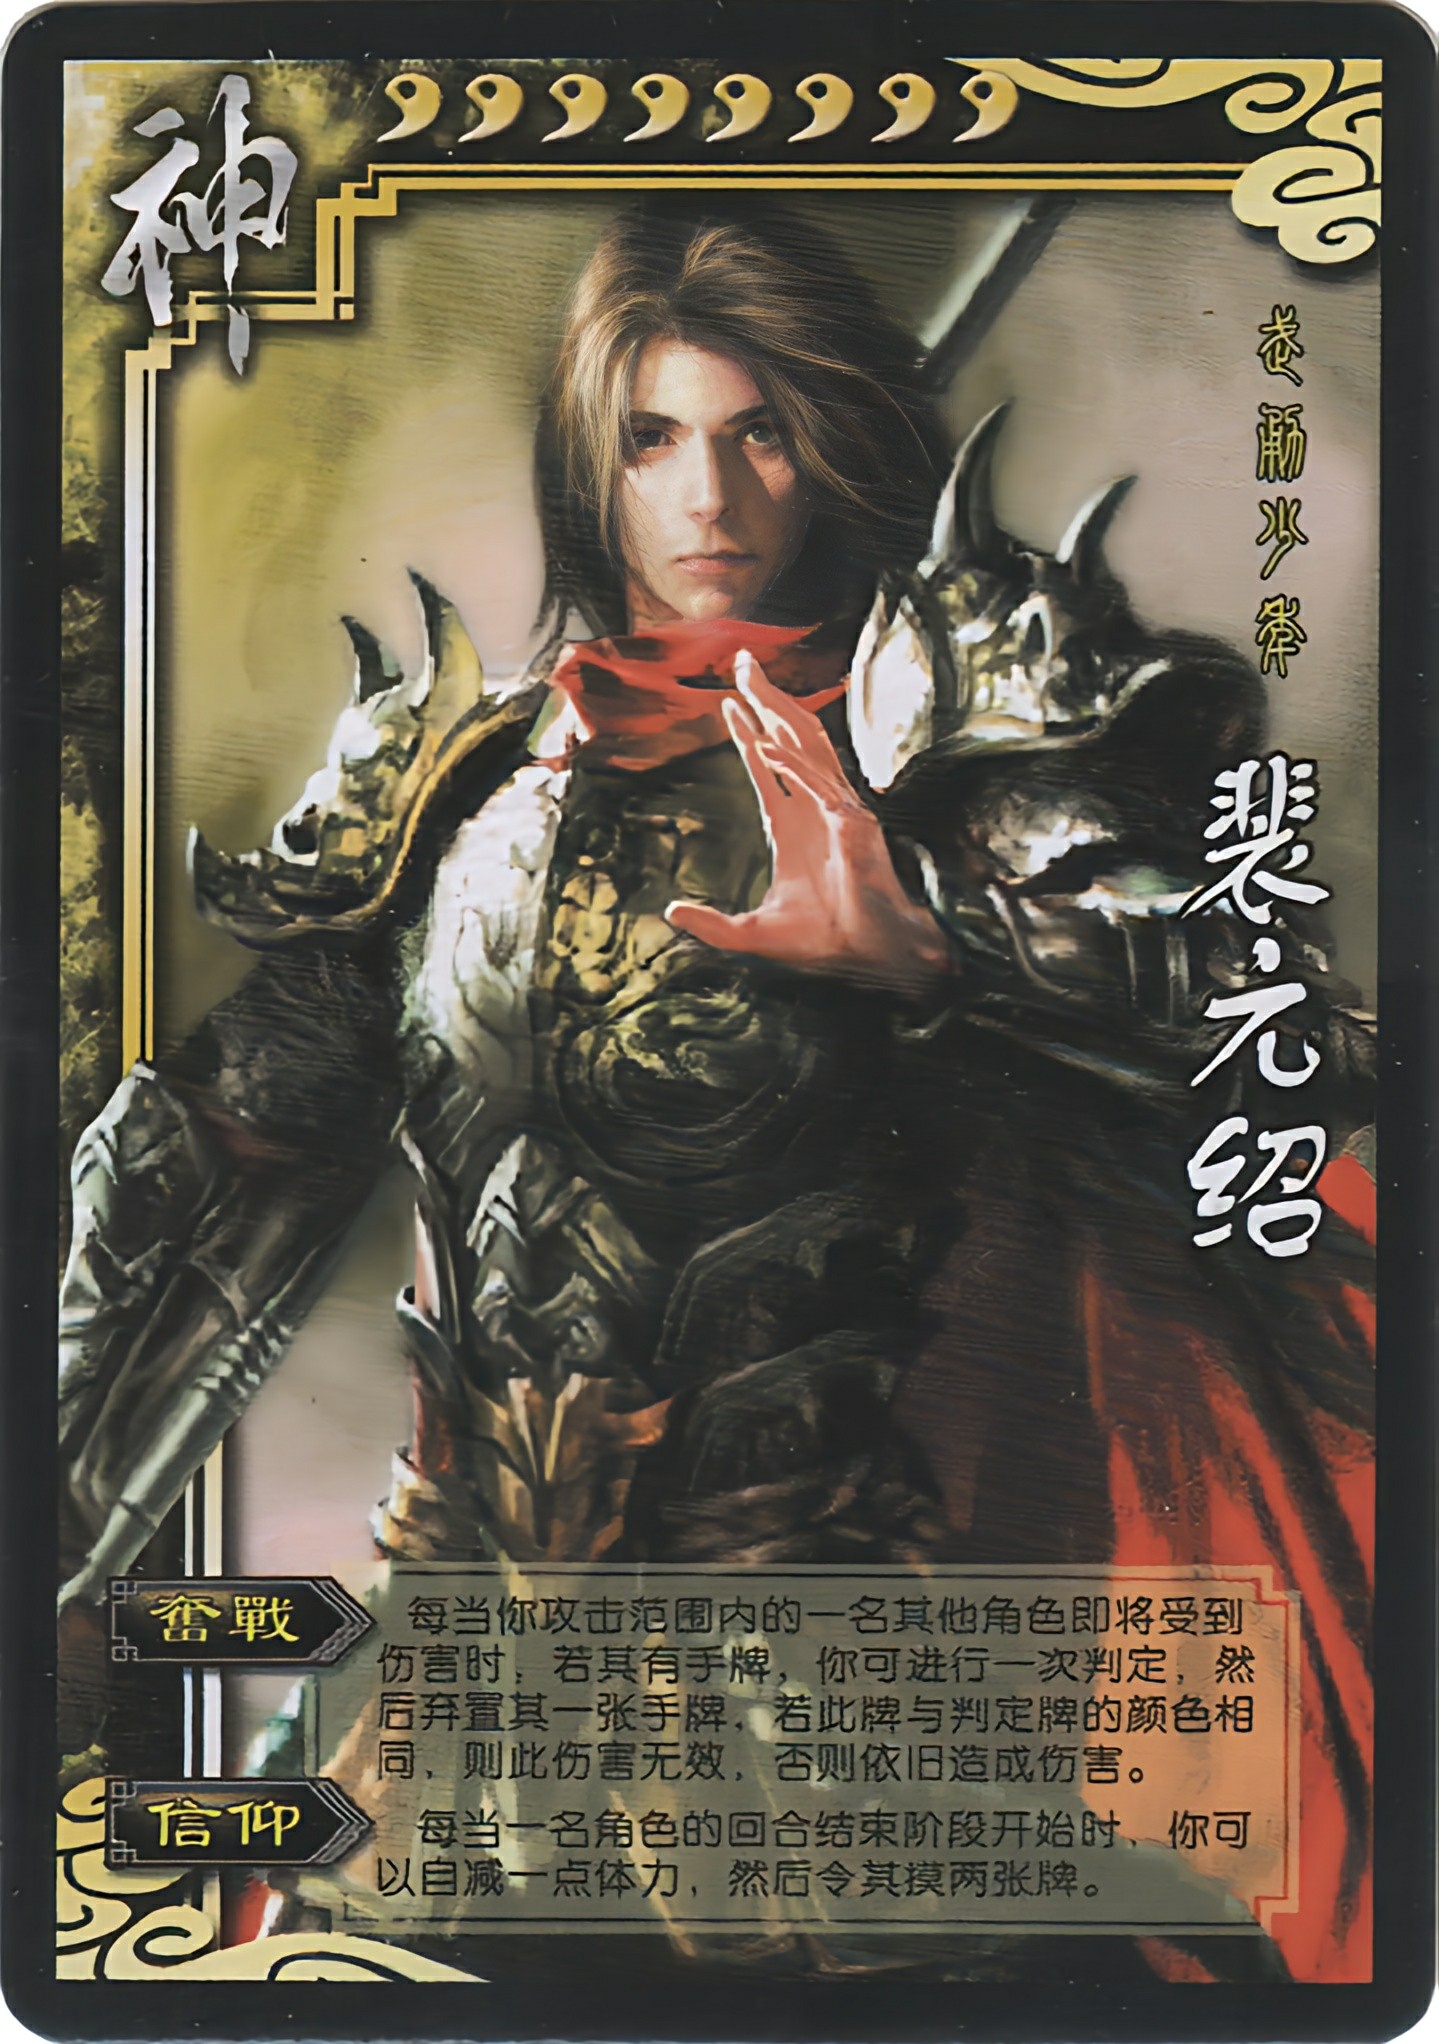 神
武勇少年
裴元绍
奮戰
每当你攻击范围内的一名其他角色即将受到
伤害时，若其有手牌，你可进行一次判定，然
后弃置其一张手牌，若此牌与判定牌的颜色相
同，则此伤害无效，否则依旧造成伤害。
信仰
每当一名角色的回合结束阶段开始时，你可
以自减一点体力，然后令其摸两张牌。